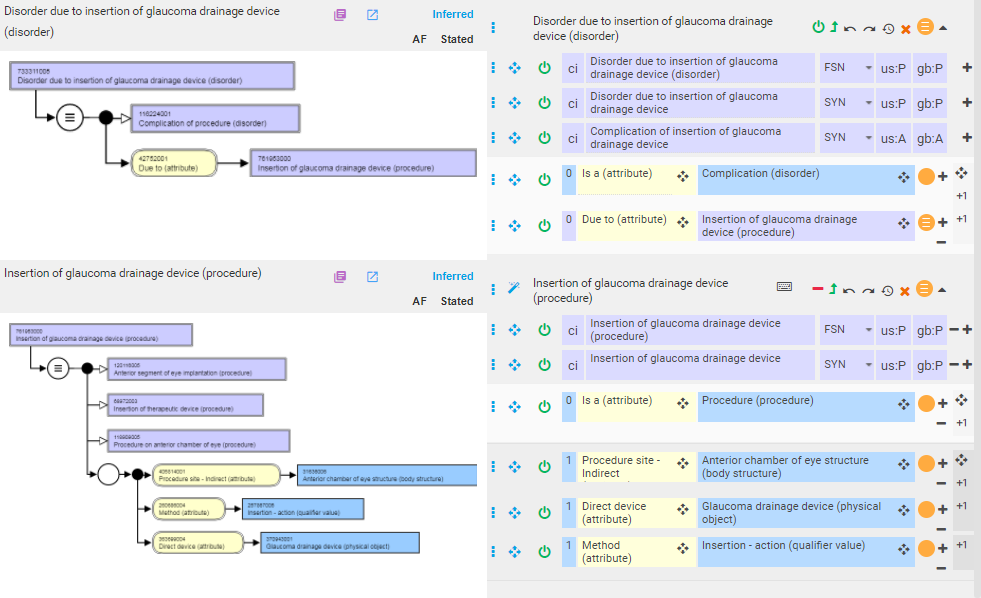 Disorder due to insertion of glaucoma drainage device
(disorder)
Inferred
AF Stated
733311008
Disorder due to insertion of glaucoma drainage device (disorder)
116224001
Complication of procedure (disorder)
42752001
Due to (attribute)
761953000
Insertion of glaucoma drainage device (procedure)
Disorder due to insertion of glaucoma drainage
device (disorder)
ci Disorder due to insertion of glaucoma
drainage device (disorder)
FSN us:P gb:P +
ci Disorder due to insertion of glaucoma
drainage device
SYN us:P gb:P +
ci Complication of insertion of glaucoma
drainage device
SYN us:A gb:A +
0 Is a (attribute) Complication (disorder)
+1
0 Due to (attribute) Insertion of glaucoma drainage
device (procedure)
+1
Insertion of glaucoma drainage device (procedure)
Inferred
AF Stated
761953000
Insertion of glaucoma drainage device (procedure)
Anterior segment of eye implantation (procedure)
69972003
Insertion of therapeutic device (procedure)
Procedure on anterior chamber of eye (procedure)
405814001
Procedure site - Indirect (attribute)
Anterior chamber of eye structure (body structure)
260686004
Method (attribute)
Insertion - action (qualifier value)
363699004
Direct device (attribute)
Glaucoma drainage device (physical object)
Insertion of glaucoma drainage device
(procedure)
ci Insertion of glaucoma drainage device
(procedure)
FSN us:P gb:P
ci Insertion of glaucoma drainage device
SYN us:P gb:P
0 Is a (attribute) Procedure (procedure)
+1
1 Procedure site -
Indirect
Anterior chamber of eye structure
(body structure)
+1
1 Direct device
(attribute)
Glaucoma drainage device (physical
object)
+1
1 Method
(attribute)
Insertion - action (qualifier value)
+1